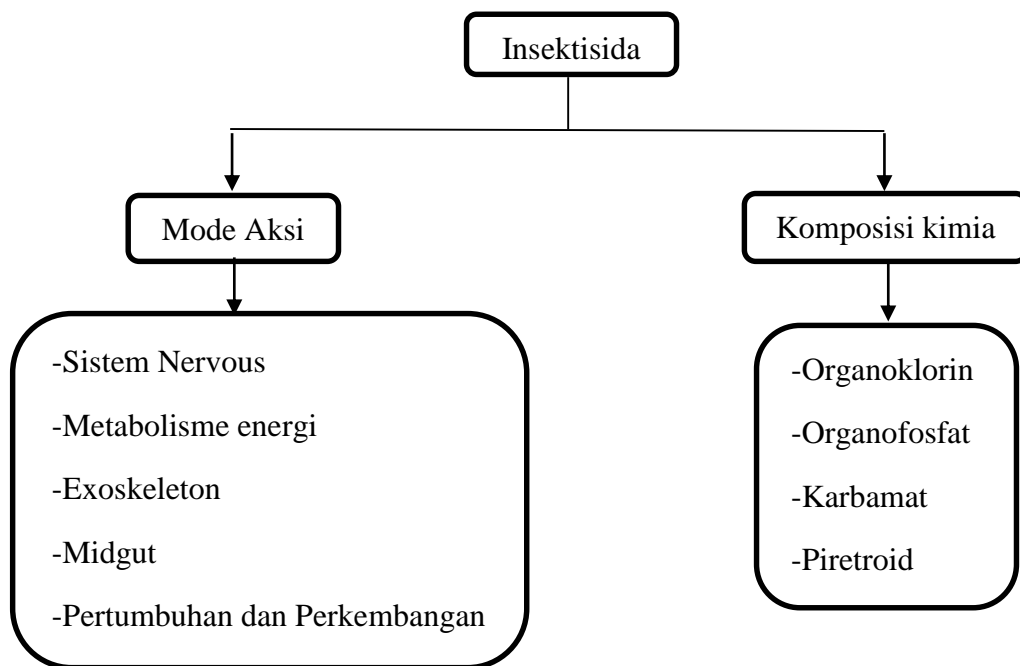 Insektisida
Mode Aksi
Komposisi kimia
-Sistem Nervous
-Metabolisme energi
-Exoskeleton
-Midgut
-Pertumbuhan dan Perkembangan
-Organoklorin
-Organofosfat
-Karbamat
-Piretroid